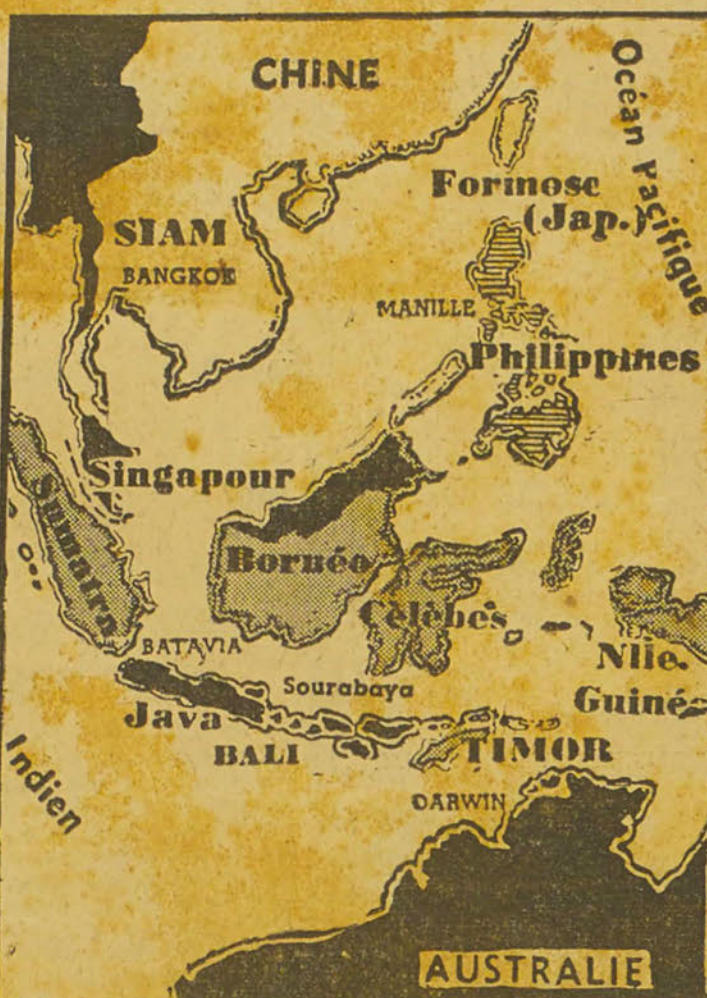 CHINE
Océan Pacifique
Formose
(Jap.)
SIAM
BANGKOK
MANILLE
Philippines
Singapour
Sumatra
Bornéo
Célèbes
BATAVIA
Nlle.
Guinée
Sourabaya
Java
BALI
TIMOR
Indien
DARWIN
AUSTRALIE